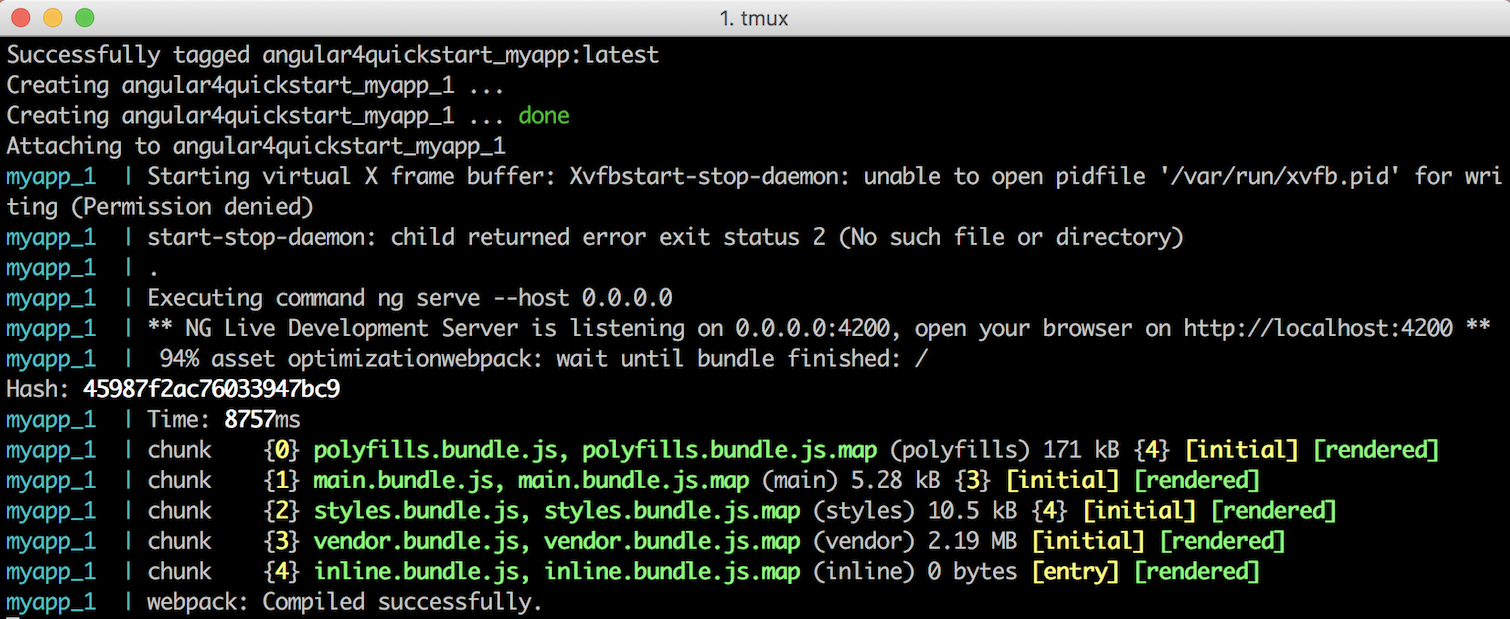 1. tmux
Successfully tagged angular4quickstart_myapp:latest
Creating angular4quickstart_myapp_1 ...
Creating angular4quickstart_myapp_1 ... done
Attaching to angular4quickstart_myapp_1
myapp_1  | Starting virtual X frame buffer: Xvfbstart-stop-daemon: unable to open pidfile '/var/run/xvfb.pid' for wri
ting (Permission denied)
myapp_1  | start-stop-daemon: child returned error exit status 2 (No such file or directory)
myapp_1  | .
myapp_1  | Executing command ng serve --host 0.0.0.0
myapp_1  | ** NG Live Development Server is listening on 0.0.0.0:4200, open your browser on http://localhost:4200 **
myapp_1  |  94% asset optimizationwebpack: wait until bundle finished: /
Hash: 45987f2ac76033947bc9
myapp_1  | Time: 8757ms
myapp_1  | chunk    {0} polyfills.bundle.js, polyfills.bundle.js.map (polyfills) 171 kB {4} [initial] [rendered]
myapp_1  | chunk    {1} main.bundle.js, main.bundle.js.map (main) 5.28 kB {3} [initial] [rendered]
myapp_1  | chunk    {2} styles.bundle.js, styles.bundle.js.map (styles) 10.5 kB {4} [initial] [rendered]
myapp_1  | chunk    {3} vendor.bundle.js, vendor.bundle.js.map (vendor) 2.19 MB [initial] [rendered]
myapp_1  | chunk    {4} inline.bundle.js, inline.bundle.js.map (inline) 0 bytes [entry] [rendered]
myapp_1  | webpack: Compiled successfully.